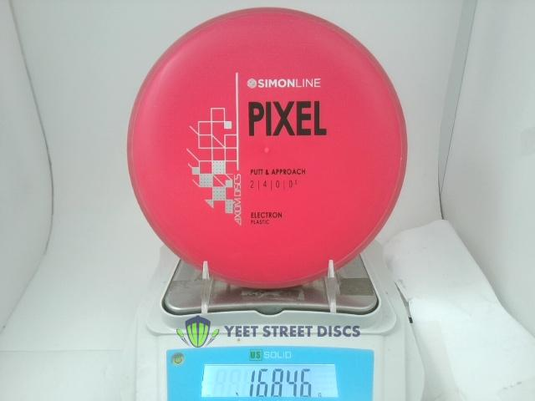 SIMONLINE
PIXEL
PUTT & APPROACH
2 | 4 | 0 | 0.5
AXIOM DISCS
ELECTRON
PLASTIC
YEET STREET DISCS
US SOLID
168.46 g